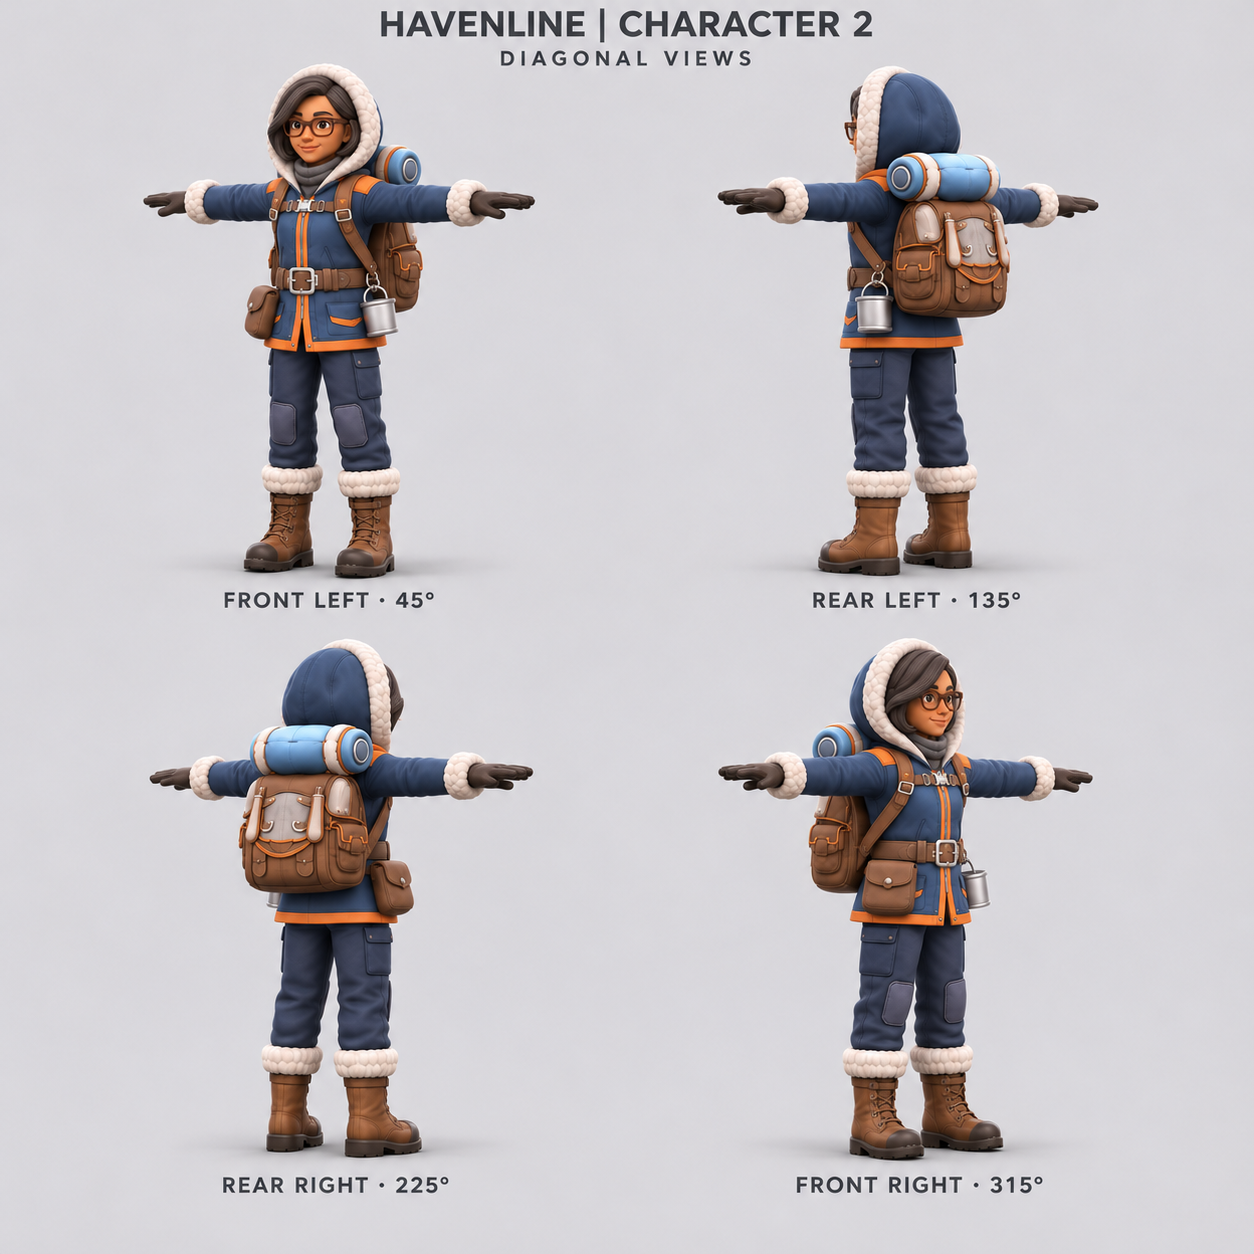 HAVENLINE | CHARACTER 2
DIAGONAL VIEWS
FRONT LEFT · 45°
REAR LEFT · 135°
REAR RIGHT · 225°
FRONT RIGHT · 315°